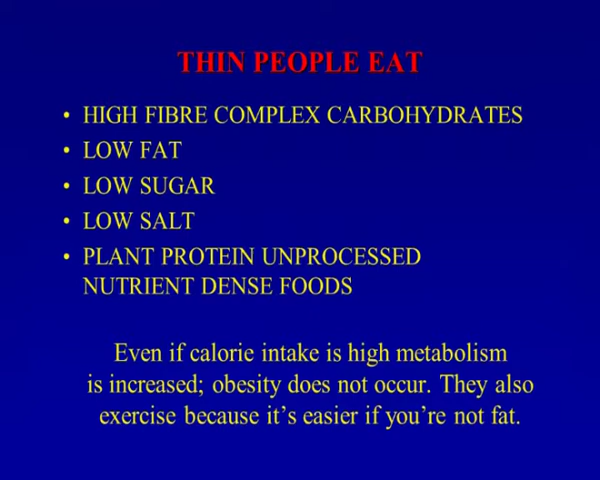 THIN PEOPLE EAT
• HIGH FIBRE COMPLEX CARBOHYDRATES
• LOW FAT
• LOW SUGAR
• LOW SALT
• PLANT PROTEIN UNPROCESSED
NUTRIENT DENSE FOODS
Even if calorie intake is high metabolism
is increased; obesity does not occur. They also
exercise because it’s easier if you’re not fat.